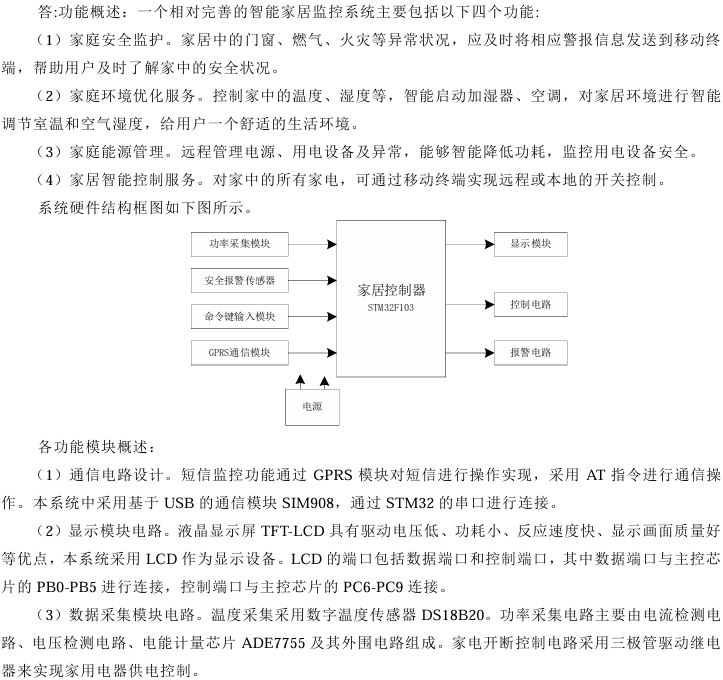 答:功能概述：一个相对完善的智能家居监控系统主要包括以下四个功能:
（1）家庭安全监护。家居中的门窗、燃气、火灾等异常状况，应及时将相应警报信息发送到移动终
端，帮助用户及时了解家中的安全状况。
（2）家庭环境优化服务。控制家中的温度、湿度等，智能启动加湿器、空调，对家居环境进行智能
调节室温和空气湿度，给用户一个舒适的生活环境。
（3）家庭能源管理。远程管理电源、用电设备及异常，能够智能降低功耗，监控用电设备安全。
（4）家居智能控制服务。对家中的所有家电，可通过移动终端实现远程或本地的开关控制。
系统硬件结构框图如下图所示。
功率采集模块
安全报警传感器
命令键输入模块
GPRS通信模块
家居控制器
STM32F103
显示模块
控制电路
报警电路
电源
各功能模块概述：
（1）通信电路设计。短信监控功能通过 GPRS 模块对短信进行操作实现，采用 AT 指令进行通信操
作。本系统中采用基于 USB 的通信模块 SIM908，通过 STM32 的串口进行连接。
（2）显示模块电路。液晶显示屏 TFT-LCD 具有驱动电压低、功耗小、反应速度快、显示画面质量好
等优点，本系统采用 LCD 作为显示设备。LCD 的端口包括数据端口和控制端口，其中数据端口与主控芯
片的 PB0-PB5 进行连接，控制端口与主控芯片的 PC6-PC9 连接。
（3）数据采集模块电路。温度采集采用数字温度传感器 DS18B20。功率采集电路主要由电流检测电
路、电压检测电路、电能计量芯片 ADE7755 及其外围电路组成。家电开断控制电路采用三极管驱动继电
器来实现家用电器供电控制。